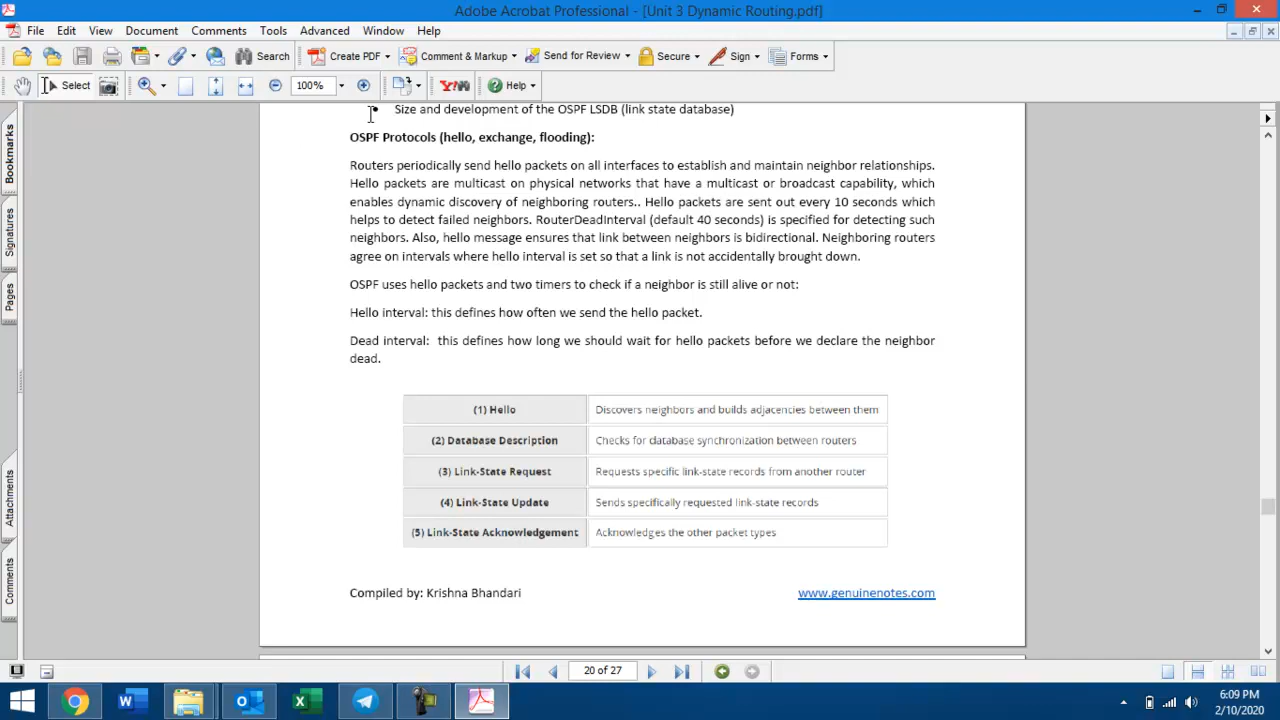 Adobe Acrobat Professional - [Unit 3 Dynamic Routing.pdf]
File Edit View Document Comments Tools Advanced Window Help
Search Create PDF Comment & Markup Send for Review Secure Sign Forms
Select 100% Y! Help
Bookmarks
Signatures
Pages
Attachments
Comments
• Size and development of the OSPF LSDB (link state database)
OSPF Protocols (hello, exchange, flooding):
Routers periodically send hello packets on all interfaces to establish and maintain neighbor relationships.
Hello packets are multicast on physical networks that have a multicast or broadcast capability, which
enables dynamic discovery of neighboring routers.. Hello packets are sent out every 10 seconds which
helps to detect failed neighbors. RouterDeadInterval (default 40 seconds) is specified for detecting such
neighbors. Also, hello message ensures that link between neighbors is bidirectional. Neighboring routers
agree on intervals where hello interval is set so that a link is not accidentally brought down.
OSPF uses hello packets and two timers to check if a neighbor is still alive or not:
Hello interval: this defines how often we send the hello packet.
Dead interval:  this defines how long we should wait for hello packets before we declare the neighbor
dead.
(1) Hello Discovers neighbors and builds adjacencies between them
(2) Database Description Checks for database synchronization between routers
(3) Link-State Request Requests specific link-state records from another router
(4) Link-State Update Sends specifically requested link-state records
(5) Link-State Acknowledgement Acknowledges the other packet types
Compiled by: Krishna Bhandari www.genuinenotes.com
20 of 27
6:09 PM
2/10/2020